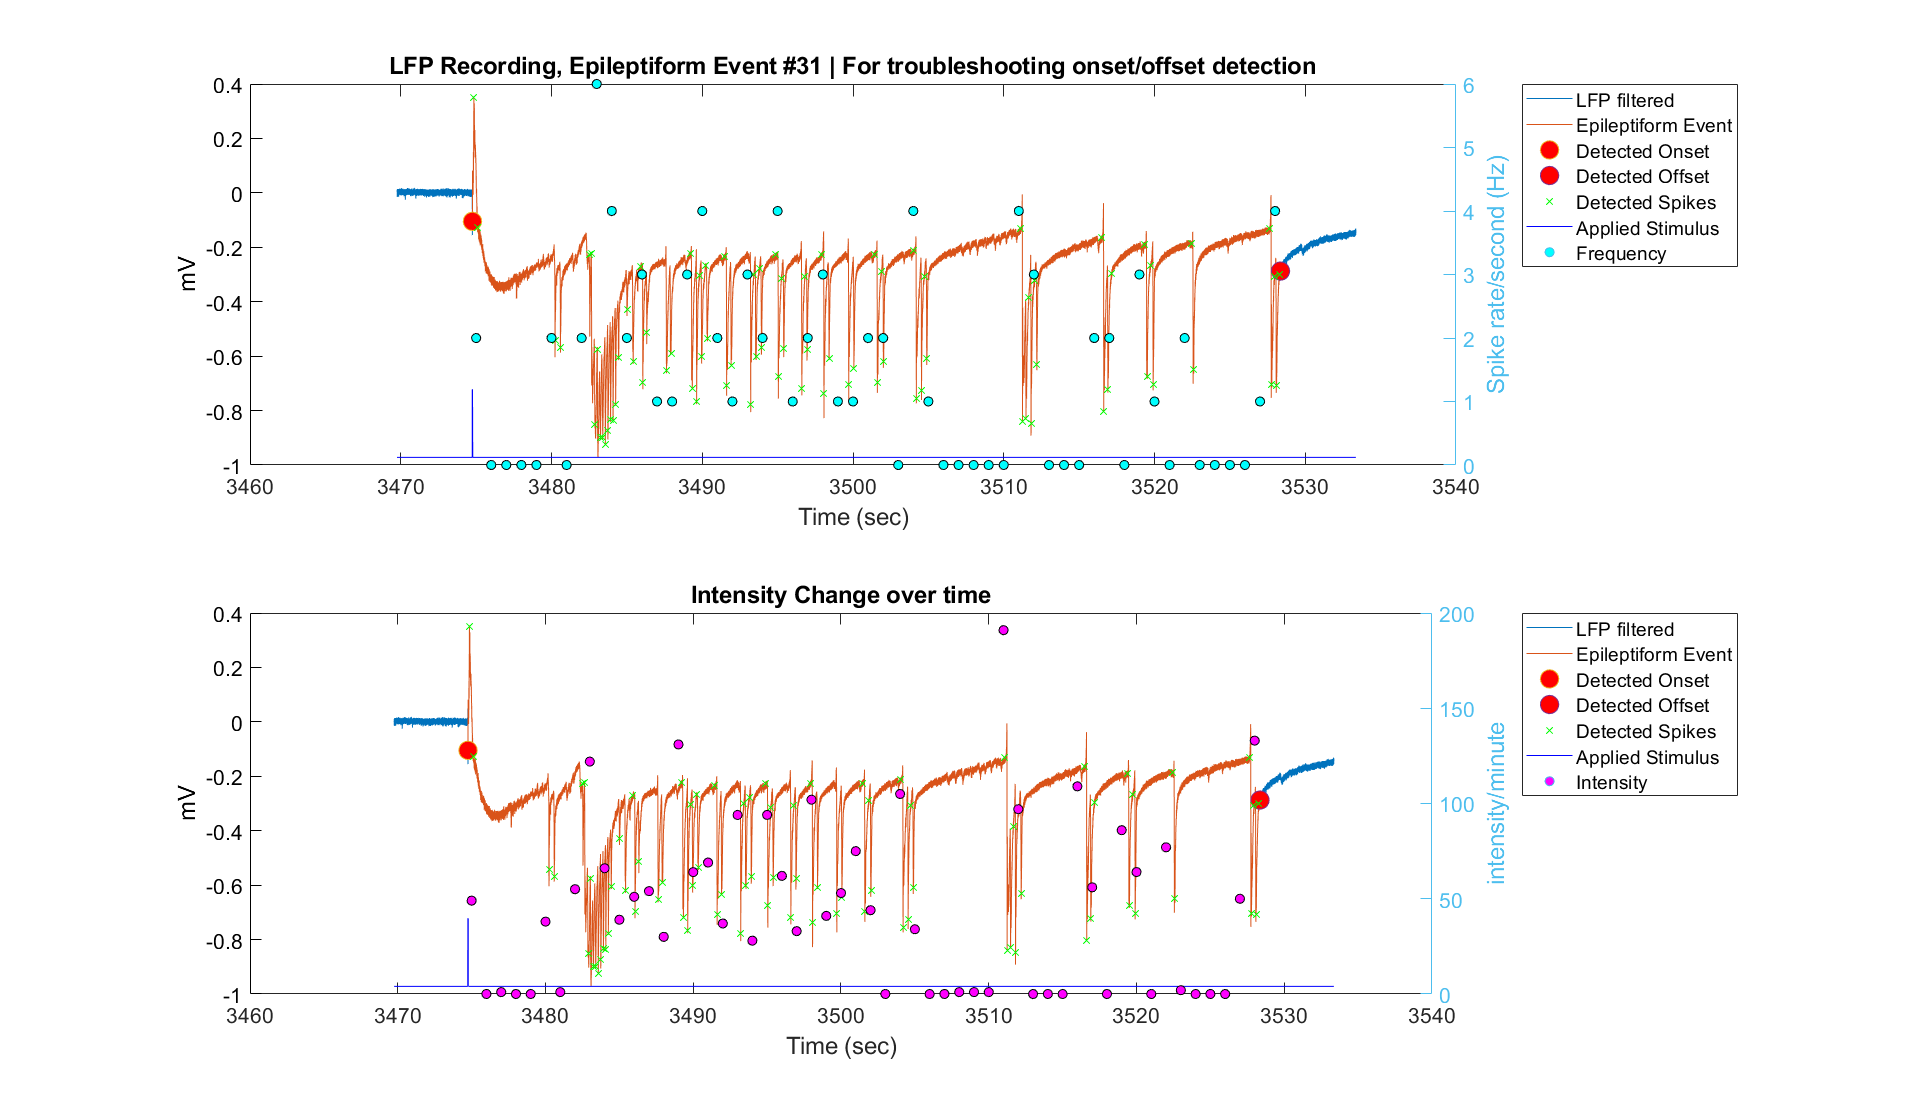 LFP Recording, Epileptiform Event #31 | For troubleshooting onset/offset detection
0.4
0.2
0
-0.2
-0.4
-0.6
-0.8
-1
mV
6
5
4
3
2
1
0
Spike rate/second (Hz)
3460 3470 3480 3490 3500 3510 3520 3530 3540
Time (sec)
LFP filtered
Epileptiform Event
Detected Onset
Detected Offset
Detected Spikes
Applied Stimulus
Frequency
Intensity Change over time
0.4
0.2
0
-0.2
-0.4
-0.6
-0.8
-1
mV
200
150
100
50
0
intensity/minute
3460 3470 3480 3490 3500 3510 3520 3530 3540
Time (sec)
LFP filtered
Epileptiform Event
Detected Onset
Detected Offset
Detected Spikes
Applied Stimulus
Intensity